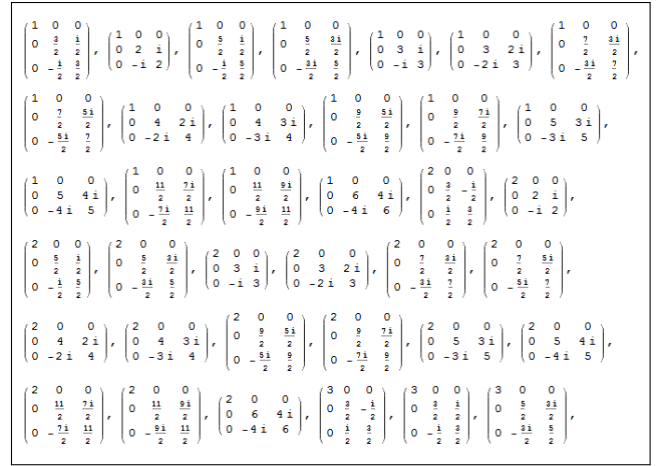 1 0 0 1 0 0 1 0 0 1 0 0 1 0 0 1 0 0 1 0 0
0 3/2 i/2 , 0 2 i , 0 5/2 i/2 , 0 5/2 3i/2 , 0 3 i , 0 3 2i , 0 7/2 3i/2 ,
0 -i/2 3/2 0 -i 2 0 -i/2 5/2 0 -3i/2 5/2 0 -i 3 0 -2i 3 0 -3i/2 7/2
1 0 0 1 0 0 1 0 0 1 0 0 1 0 0 1 0 0
0 7/2 5i/2 , 0 4 2i , 0 4 3i , 0 9/2 5i/2 , 0 9/2 7i/2 , 0 5 3i ,
0 -5i/2 7/2 0 -2i 4 0 -3i 4 0 -5i/2 9/2 0 -7i/2 9/2 0 -3i 5
1 0 0 1 0 0 1 0 0 1 0 0 2 0 0 2 0 0
0 5 4i , 0 11/2 7i/2 , 0 11/2 9i/2 , 0 6 4i , 0 3/2 -i/2 , 0 2 i ,
0 -4i 5 0 -7i/2 11/2 0 -9i/2 11/2 0 -4i 6 0 i/2 3/2 0 -i 2
2 0 0 2 0 0 2 0 0 2 0 0 2 0 0 2 0 0
0 5/2 i/2 , 0 5/2 3i/2 , 0 3 i , 0 3 2i , 0 7/2 3i/2 , 0 7/2 5i/2 ,
0 -i/2 5/2 0 -3i/2 5/2 0 -i 3 0 -2i 3 0 -3i/2 7/2 0 -5i/2 7/2
2 0 0 2 0 0 2 0 0 2 0 0 2 0 0 2 0 0
0 4 2i , 0 4 3i , 0 9/2 5i/2 , 0 9/2 7i/2 , 0 5 3i , 0 5 4i ,
0 -2i 4 0 -3i 4 0 -5i/2 9/2 0 -7i/2 9/2 0 -3i 5 0 -4i 5
2 0 0 2 0 0 2 0 0 3 0 0 3 0 0 3 0 0
0 11/2 7i/2 , 0 11/2 9i/2 , 0 6 4i , 0 3/2 -i/2 , 0 3/2 i/2 , 0 5/2 3i/2 ,
0 -7i/2 11/2 0 -9i/2 11/2 0 -4i 6 0 i/2 3/2 0 -i/2 3/2 0 -3i/2 5/2